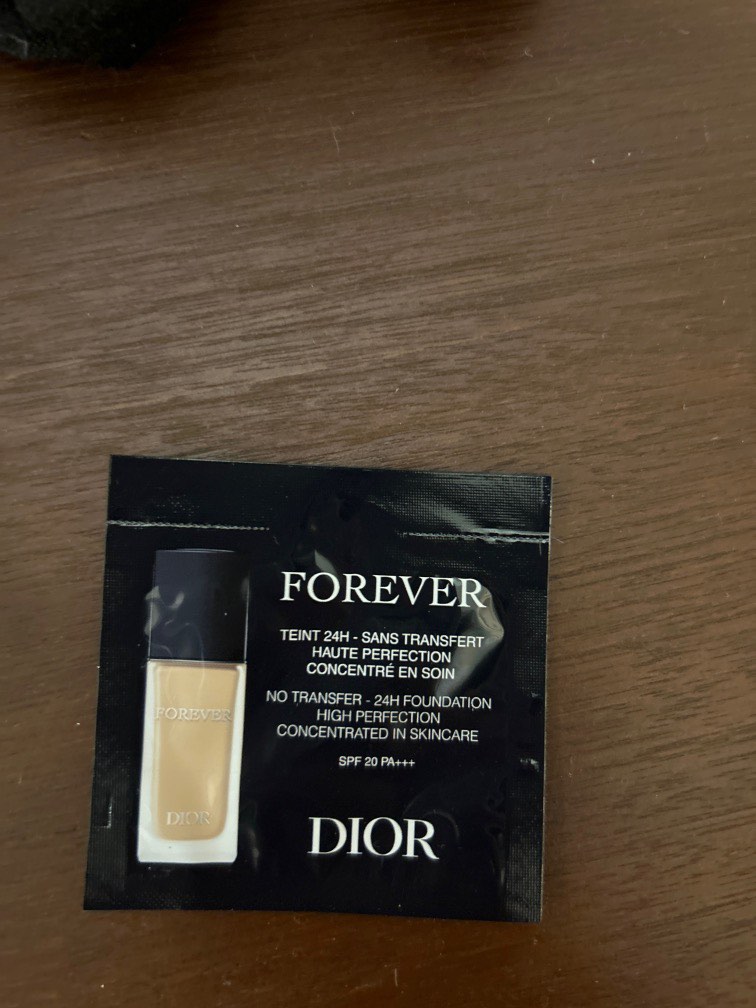 FOREVER
TEINT 24H - SANS TRANSFERT
HAUTE PERFECTION
CONCENTRÉ EN SOIN
NO TRANSFER - 24H FOUNDATION
HIGH PERFECTION
CONCENTRATED IN SKINCARE
SPF 20 PA+++
DIOR
FOREVER
DIOR